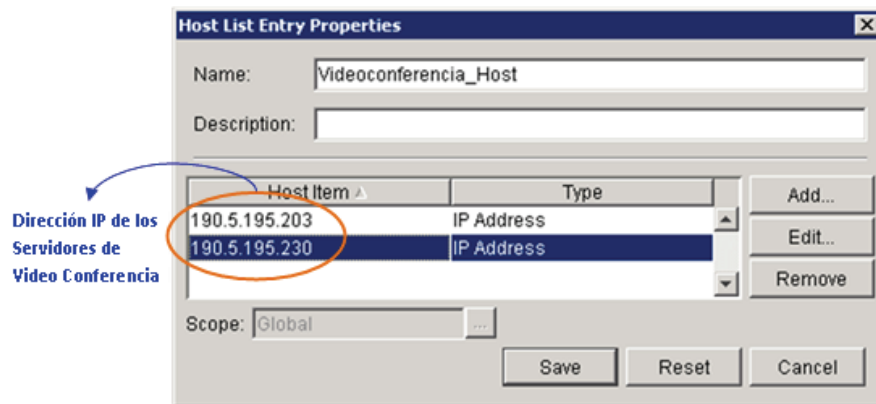 Host List Entry Properties
Name: Videoconferencia_Host
Description:
Host Item Type
190.5.195.203 IP Address
190.5.195.230 IP Address
Add...
Edit...
Remove
Dirección IP de los
Servidores de
Video Conferencia
Scope: Global ...
Save Reset Cancel